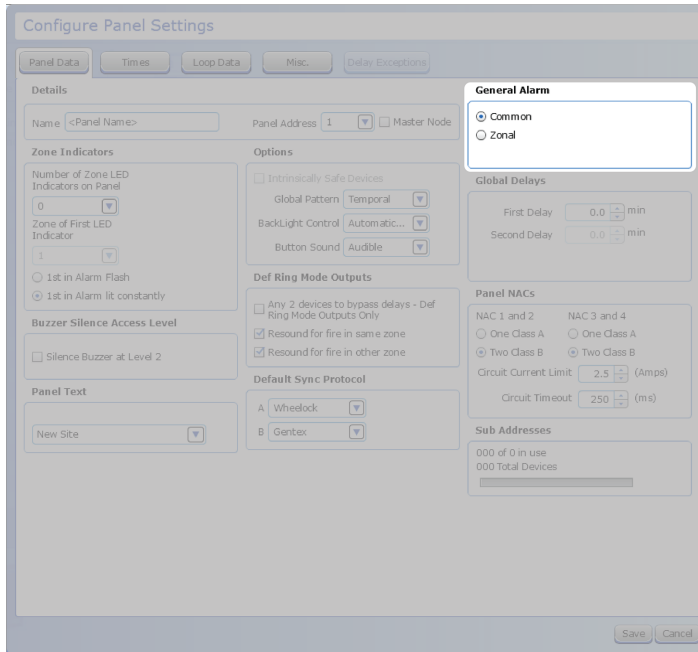 Configure Panel Settings
Panel Data Times Loop Data Misc. Delay Exceptions
Details
Name <Panel Name> Panel Address 1 Master Node
Zone Indicators
Number of Zone LED
Indicators on Panel
0
Zone of First LED
Indicator
1
1st in Alarm Flash
1st in Alarm lit constantly
Buzzer Silence Access Level
Silence Buzzer at Level 2
Panel Text
New Site
Options
Intrinsically Safe Devices
Global Pattern Temporal
BackLight Control Automatic...
Button Sound Audible
Def Ring Mode Outputs
Any 2 devices to bypass delays - Def
Ring Mode Outputs Only
Resound for fire in same zone
Resound for fire in other zone
Default Sync Protocol
A Wheelock
B Gentex
General Alarm
Common
Zonal
Global Delays
First Delay 0.0 min
Second Delay 0.0 min
Panel NACs
NAC 1 and 2 NAC 3 and 4
One Class A One Class A
Two Class B Two Class B
Circuit Current Limit 2.5 (Amps)
Circuit Timeout 250 (ms)
Sub Addresses
000 of 0 in use
000 Total Devices
Save Cancel